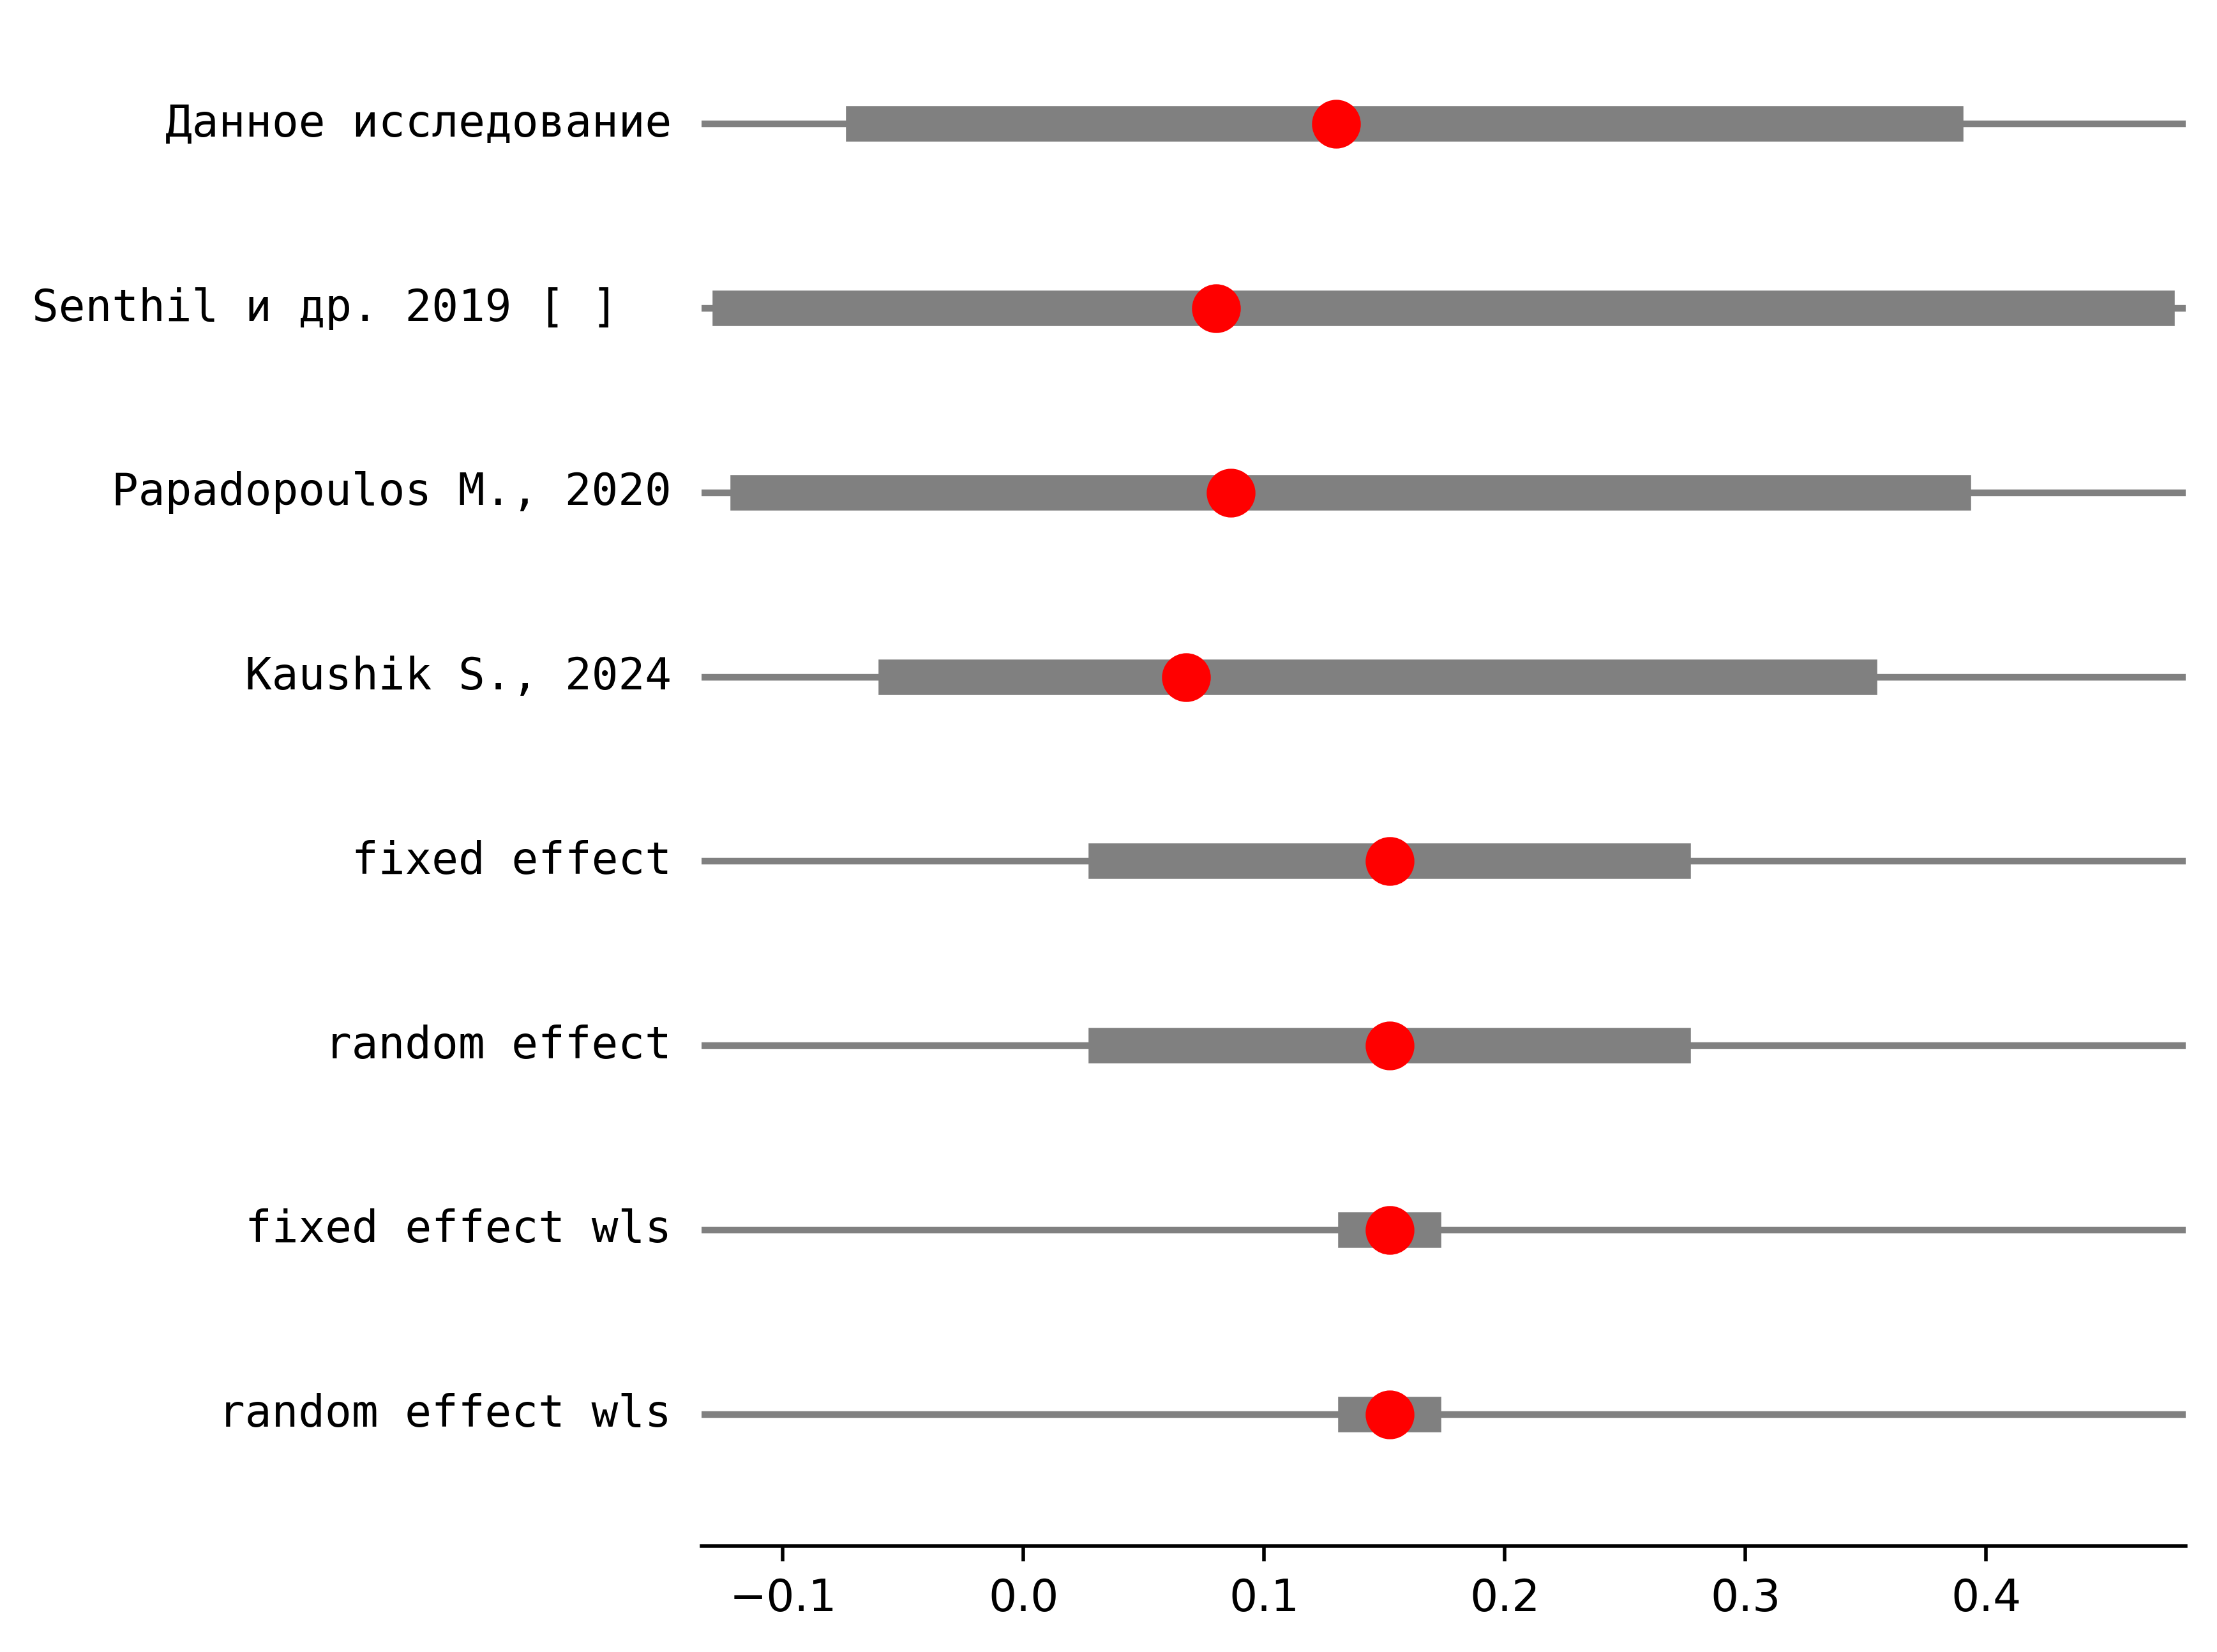 Данное исследование
Senthil и др. 2019 [ ]
Papadopoulos M., 2020
Kaushik S., 2024
fixed effect
random effect
fixed effect wls
random effect wls
−0.1 0.0 0.1 0.2 0.3 0.4